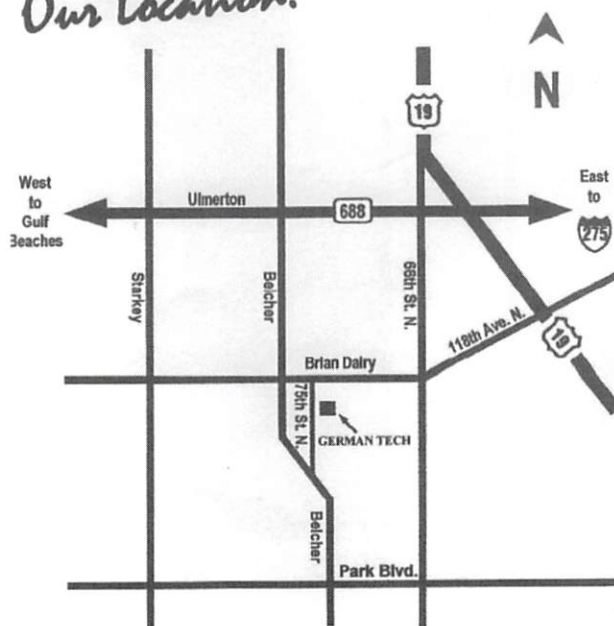 Our Location:
N
19
West
to
Gulf
Beaches
Ulmerton
688
East
to
275
Starkey
Belcher
66th St. N.
118th Ave. N.
19
Brian Dairy
75th St. N.
GERMAN TECH
Belcher
Park Blvd.